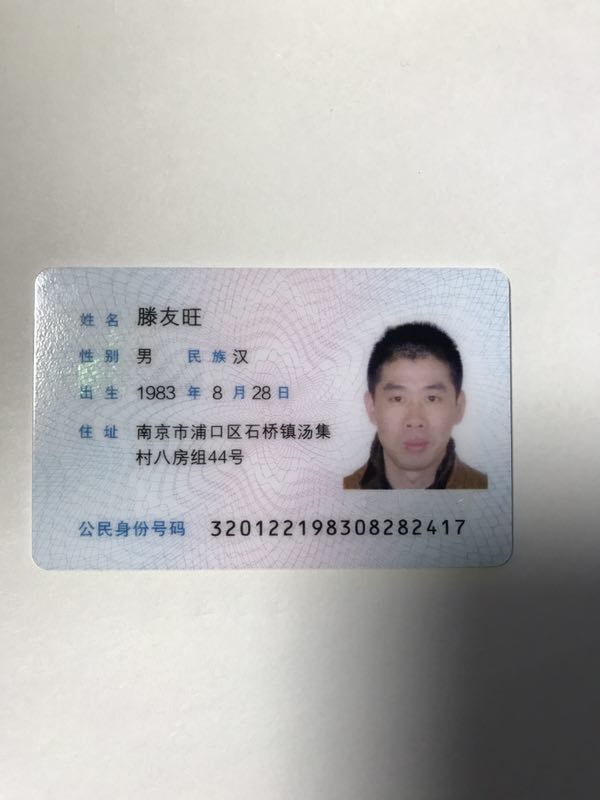 姓名 滕友旺
性别 男 民族 汉
出生 1983 年 8 月 28 日
住址 南京市浦口区石桥镇汤集
村八房组44号
公民身份号码 320122198308282417